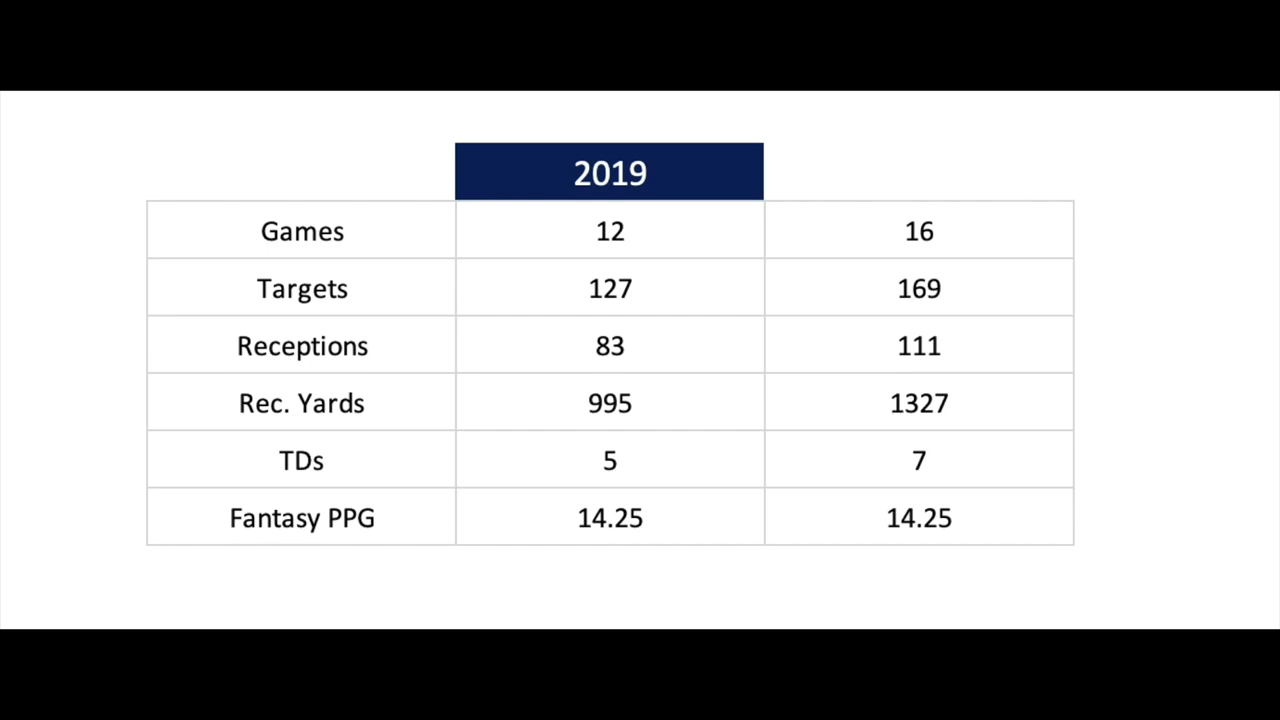 2019
Games 12 16
Targets 127 169
Receptions 83 111
Rec. Yards 995 1327
TDs 5 7
Fantasy PPG 14.25 14.25